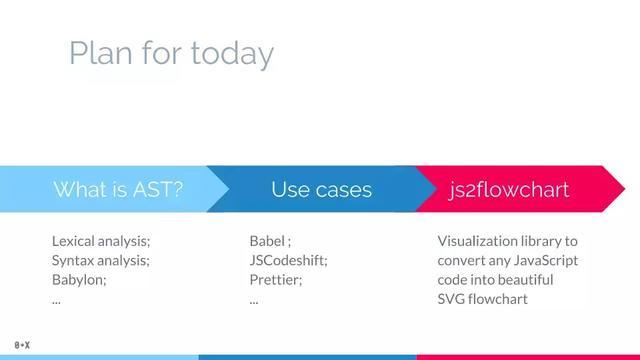 Plan for today
What is AST?
Use cases
js2flowchart
Lexical analysis;
Syntax analysis;
Babylon;
...
Babel ;
JSCodeshift;
Prettier;
...
Visualization library to
convert any JavaScript
code into beautiful
SVG flowchart
0+X